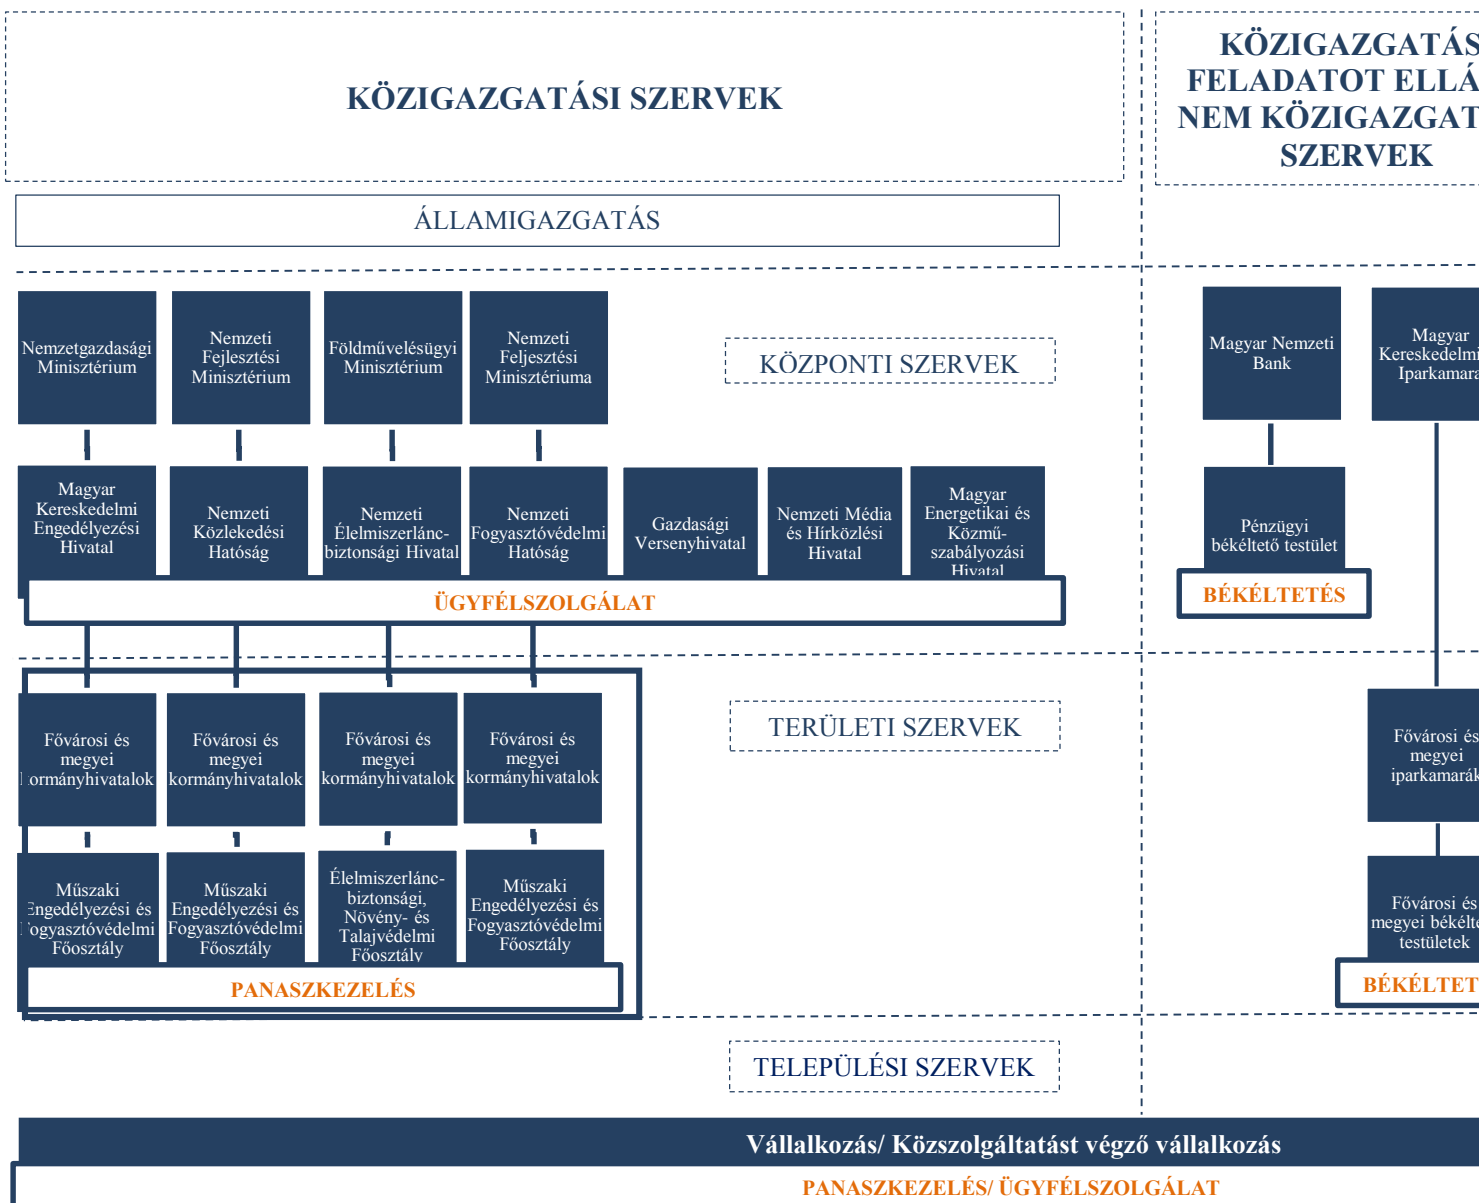 KÖZIGAZGATÁSI SZERVEK
KÖZIGAZGATÁS
FELADATOT ELLÁ
NEM KÖZIGAZGAT
SZERVEK
ÁLLAMIGAZGATÁS
Nemzetgazdasági
Minisztérium
Nemzeti
Fejlesztési
Minisztérium
Földművelésügyi
Minisztérium
Nemzeti
Feljesztési
Minisztériuma
KÖZPONTI SZERVEK
Magyar Nemzeti
Bank
Magyar
Kereskedelmi
Iparkamara
Magyar
Kereskedelmi
Engedélyezési
Hivatal
Nemzeti
Közlekedési
Hatóság
Nemzeti
Élelmiszerlánc-
biztonsági Hivatal
Nemzeti
Fogyasztóvédelmi
Hatóság
Gazdasági
Versenyhivatal
Nemzeti Média
és Hírközlési
Hivatal
Magyar
Energetikai és
Közmű-
szabályozási
Hivatal
Pénzügyi
békéltető testület
ÜGYFÉLSZOLGÁLAT
BÉKÉLTETÉS
Fővárosi és
megyei
kormányhivatalok
Fővárosi és
megyei
kormányhivatalok
Fővárosi és
megyei
kormányhivatalok
Fővárosi és
megyei
kormányhivatalok
TERÜLETI SZERVEK
Fővárosi és
megyei
iparkamarák
Műszaki
Engedélyezési és
Fogyasztóvédelmi
Főosztály
Műszaki
Engedélyezési és
Fogyasztóvédelmi
Főosztály
Élelmiszerlánc-
biztonsági,
Növény- és
Talajvédelmi
Főosztály
Műszaki
Engedélyezési és
Fogyasztóvédelmi
Főosztály
Fővárosi és
megyei békélte
testületek
PANASZKEZELÉS
BÉKÉLTET
TELEPÜLÉSI SZERVEK
Vállalkozás/ Közszolgáltatást végző vállalkozás
PANASZKEZELÉS/ ÜGYFÉLSZOLGÁLAT